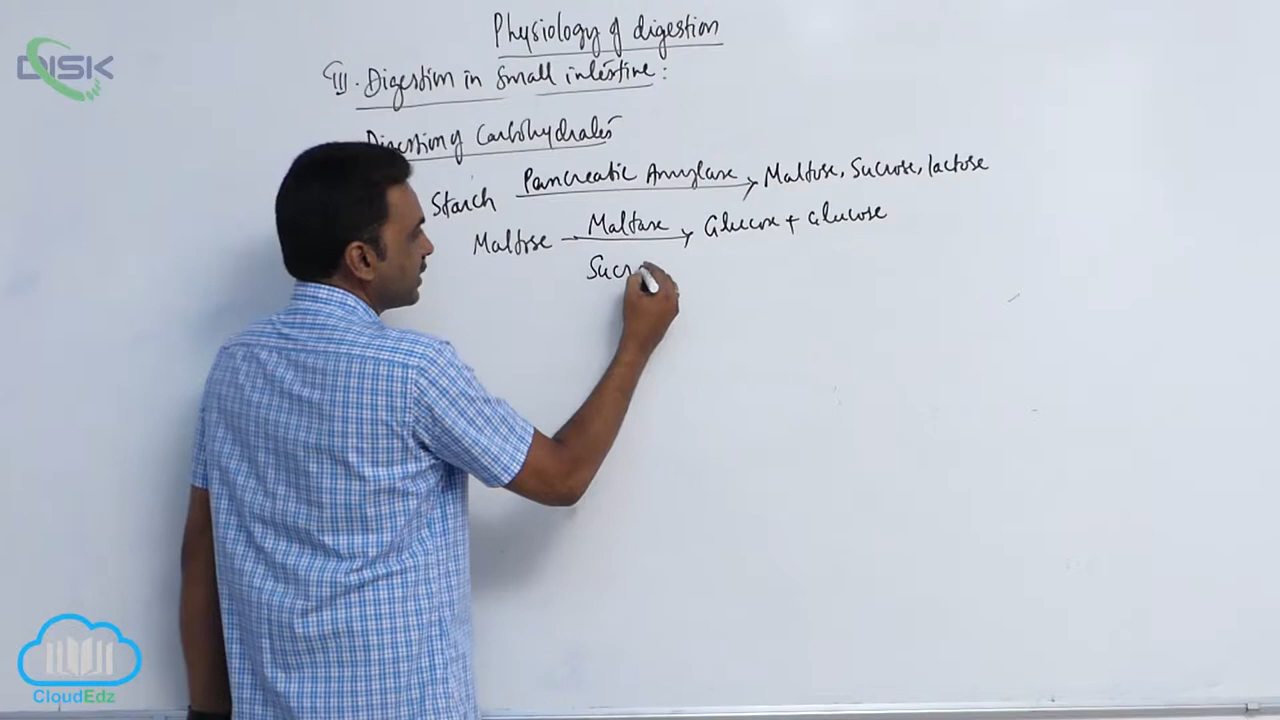 DISK
Physiology of digestion
III. Digestion in Small intestine:
Digestion of Carbohydrates
Starch Pancreatic Amylase Maltose, Sucrose, lactose
Maltose Maltase Glucose + Glucose
Sucr
CloudEdz